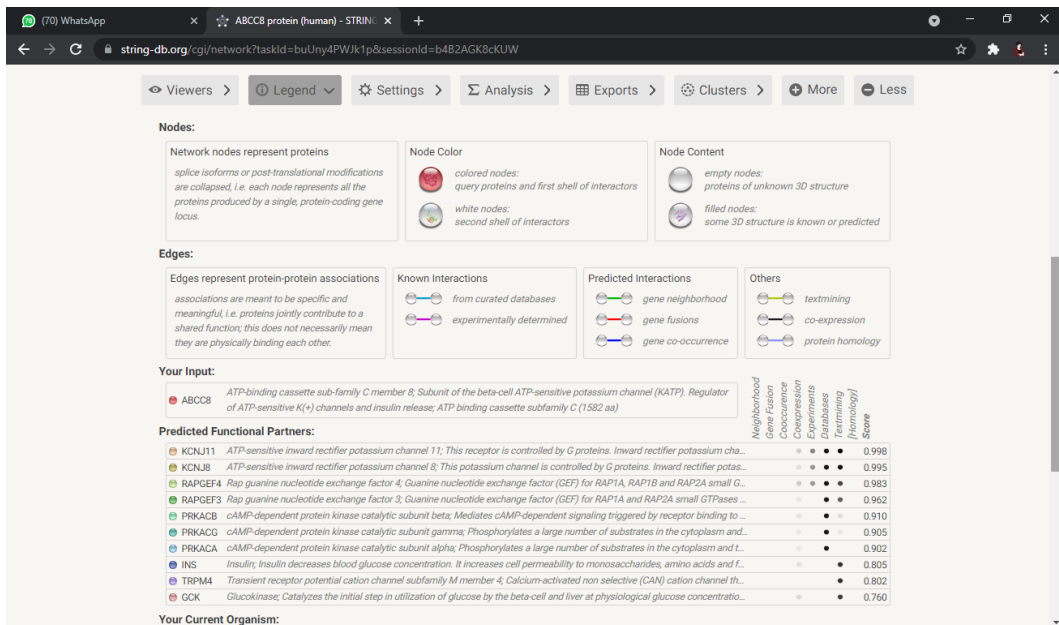 (70) WhatsApp
ABCC8 protein (human) - STRING
string-db.org/cgi/network?taskId=buUny4PWJk1p&sessionId=b4B2AGK8cKUW
Viewers
Legend
Settings
Analysis
Exports
Clusters
More
Less
Nodes:
Network nodes represent proteins
splice isoforms or post-translational modifications
are collapsed, i.e. each node represents all the
proteins produced by a single, protein-coding gene
locus.
Node Color
colored nodes:
query proteins and first shell of interactors
white nodes:
second shell of interactors
Node Content
empty nodes:
proteins of unknown 3D structure
filled nodes:
some 3D structure is known or predicted
Edges:
Edges represent protein-protein associations
associations are meant to be specific and
meaningful, i.e. proteins jointly contribute to a
shared function; this does not necessarily mean
they are physically binding each other.
Known Interactions
from curated databases
experimentally determined
Predicted Interactions
gene neighborhood
gene fusions
gene co-occurrence
Others
textmining
co-expression
protein homology
Your Input:
ABCC8 ATP-binding cassette sub-family C member 8; Subunit of the beta-cell ATP-sensitive potassium channel (KATP). Regulator
of ATP-sensitive K(+) channels and insulin release; ATP binding cassette subfamily C (1582 aa)
Neighborhood
Gene Fusion
Cooccurence
Coexpression
Experiments
Databases
Textmining
[Homology]
Score
Predicted Functional Partners:
KCNJ11 ATP-sensitive inward rectifier potassium channel 11; This receptor is controlled by G proteins. Inward rectifier potassium cha... 0.998
KCNJ8 ATP-sensitive inward rectifier potassium channel 8; This potassium channel is controlled by G proteins. Inward rectifier potas... 0.995
RAPGEF4 Rap guanine nucleotide exchange factor 4; Guanine nucleotide exchange factor (GEF) for RAP1A, RAP1B and RAP2A small G... 0.983
RAPGEF3 Rap guanine nucleotide exchange factor 3; Guanine nucleotide exchange factor (GEF) for RAP1A and RAP2A small GTPases ... 0.962
PRKACB cAMP-dependent protein kinase catalytic subunit beta; Mediates cAMP-dependent signaling triggered by receptor binding to ... 0.910
PRKACG cAMP-dependent protein kinase catalytic subunit gamma; Phosphorylates a large number of substrates in the cytoplasm and... 0.905
PRKACA cAMP-dependent protein kinase catalytic subunit alpha; Phosphorylates a large number of substrates in the cytoplasm and t... 0.902
INS Insulin; Insulin decreases blood glucose concentration. It increases cell permeability to monosaccharides, amino acids and f... 0.805
TRPM4 Transient receptor potential cation channel subfamily M member 4; Calcium-activated non selective (CAN) cation channel th... 0.802
GCK Glucokinase; Catalyzes the initial step in utilization of glucose by the beta-cell and liver at physiological glucose concentratio... 0.760
Your Current Organism: